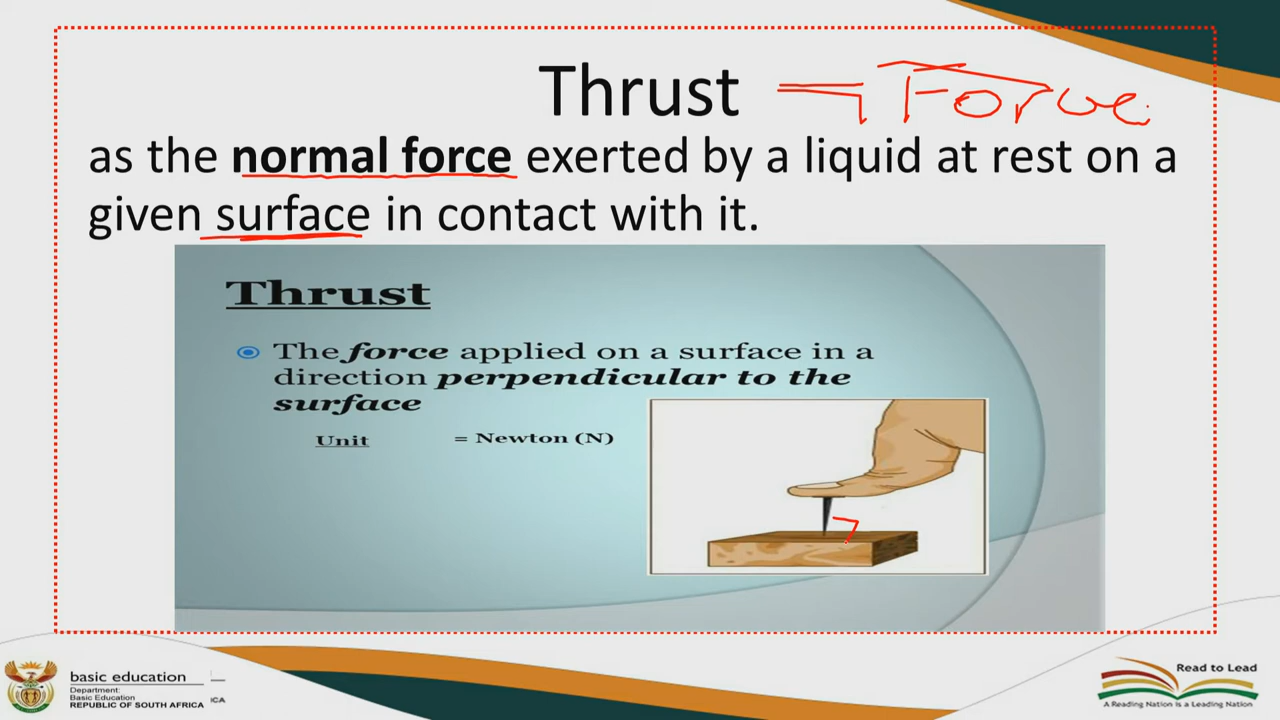 Thrust = Force
as the normal force exerted by a liquid at rest on a
given surface in contact with it.
Thrust
The force applied on a surface in a
direction perpendicular to the
surface
Unit = Newton (N)
basic education
Department:
Basic Education
REPUBLIC OF SOUTH AFRICA
ICA
Read to Lead
A Reading Nation is a Leading Nation